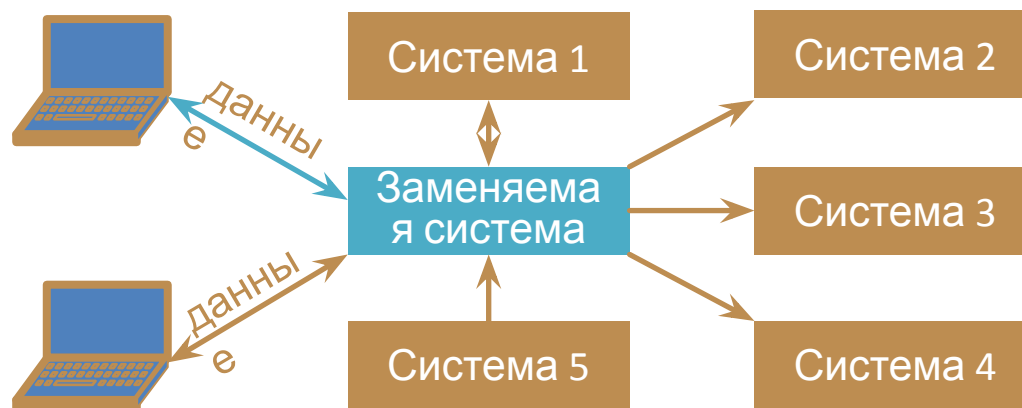 Система 1
Система 2
данны
е
Заменяема
я система
Система 3
данны
е
Система 5
Система 4